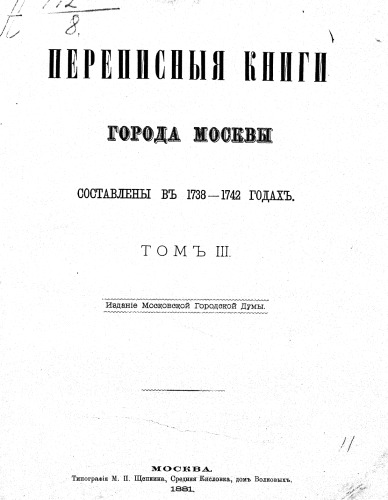 8.
ПЕРЕПИСНЫЯ КНИГИ
ГОРОДА МОСКВЫ
СОСТАВЛЕНЫ ВЪ 1738—1742 ГОДАХЪ.
ТОМЪ III.
Изданіе Московской Городской Думы.
МОСКВА.
Типографія М. П. Щепкина, Средняя Кисловка, домъ Волковыхъ.
1881.